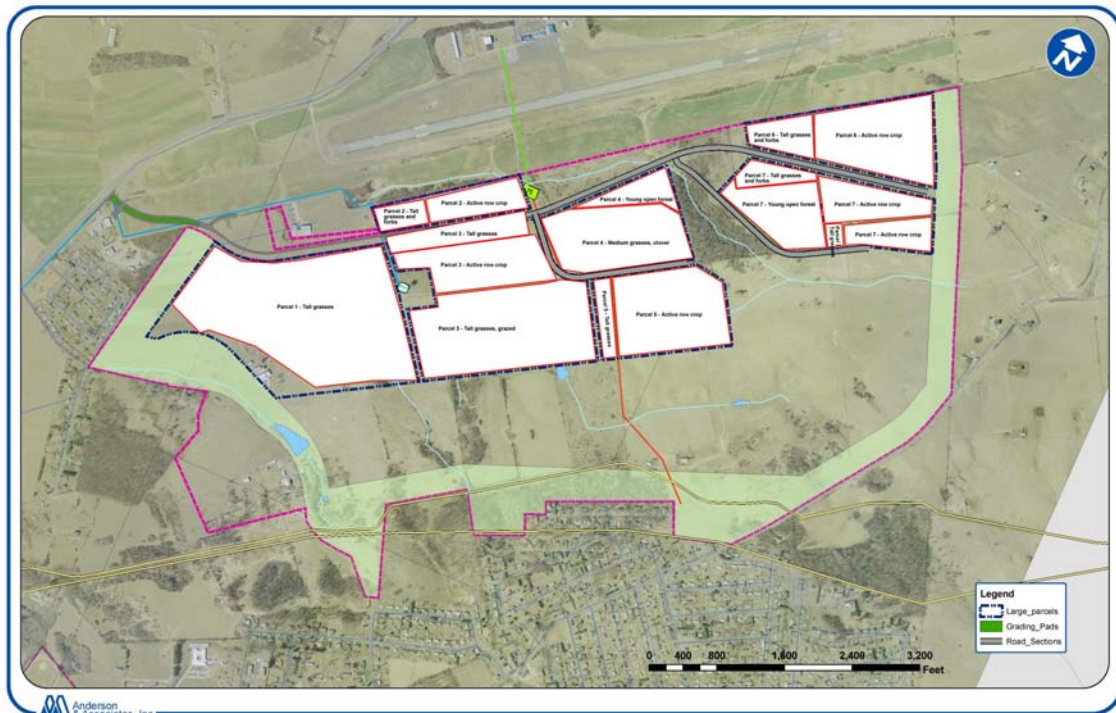 N
Parcel 6 - Tall grasses
and forbs
Parcel 6 - Active row crop
Parcel 7 - Tall grasses
and forbs
Parcel 7 - Young open forest
Parcel 7 - Active row crop
Parcel 7 - Active row crop
Parcel 2 - Tall
grasses and
forbs
Parcel 2 - Active row crop
Parcel 4 - Young open forest
Parcel 3 - Tall grasses
Parcel 4 - Medium grasses, clover
Parcel 3 - Active row crop
Parcel 1 - Tall grasses
Parcel 3 - Tall grasses, grazed
Parcel 5 - Tall grasses
Parcel 5 - Active row crop
Legend
Large_parcels
Grading_Pads
Road_Sections
0 400 800 1,600 2,400 3,200
Feet
Anderson